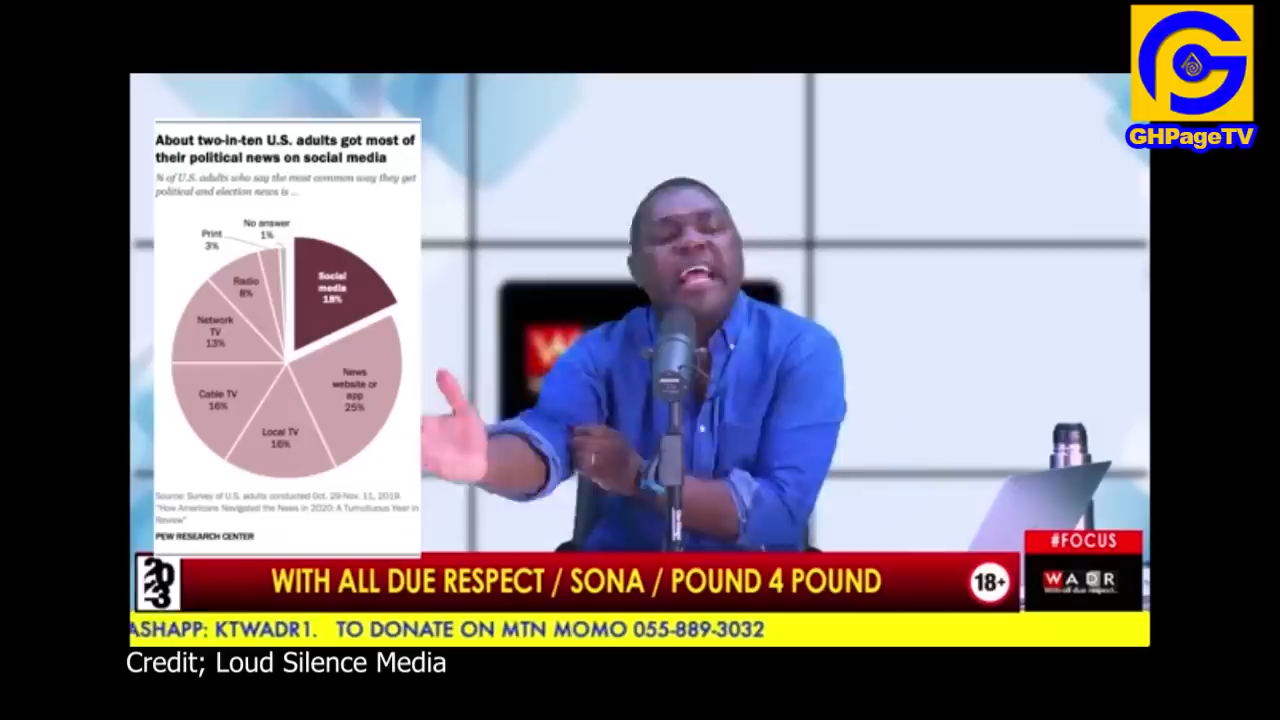 GHPageTV
About two-in-ten U.S. adults got most of
their political news on social media
% of U.S. adults who say the most common way they get
political and election news is ...
No answer
1%
Print
3%
Social
media
18%
Radio
8%
Network
TV
13%
News
website or
app
25%
Cable TV
16%
Local TV
16%
Source: Survey of U.S. adults conducted Oct. 29-Nov. 11, 2019.
"How Americans Navigated the News in 2020: A Tumultuous Year in
Review"
PEW RESEARCH CENTER
#FOCUS
2023
WITH ALL DUE RESPECT / SONA / POUND 4 POUND
18+
WADR
With all due respect...
ASHAPP: KTWADR1. TO DONATE ON MTN MOMO 055-889-3032
Credit; Loud Silence Media